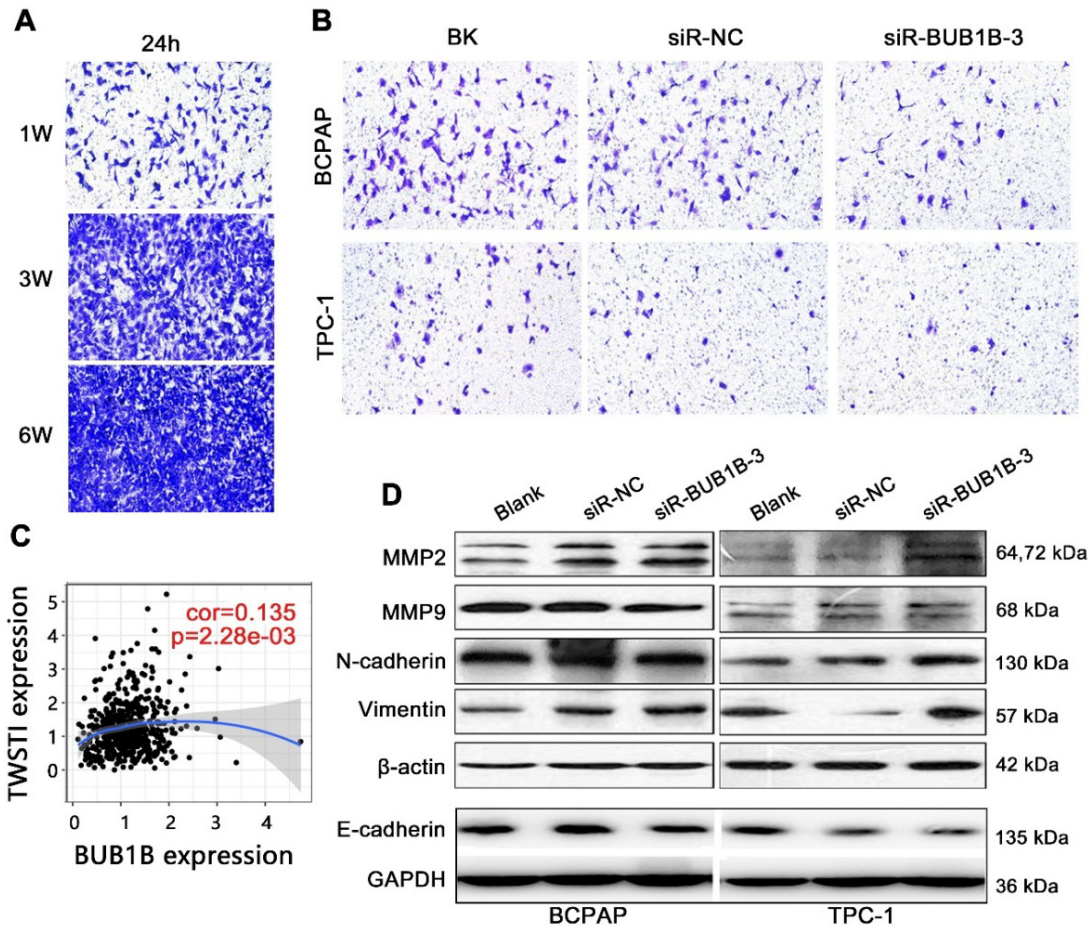 A
24h
1W
3W
6W
B
BK siR-NC siR-BUB1B-3
BCPAP
TPC-1
C
cor=0.135
p=2.28e-03
TWSTI expression
5
4
3
2
1
0
0 1 2 3 4
BUB1B expression
D
Blank siR-NC siR-BUB1B-3 Blank siR-NC siR-BUB1B-3
MMP2 64,72 kDa
MMP9 68 kDa
N-cadherin 130 kDa
Vimentin 57 kDa
β-actin 42 kDa
E-cadherin 135 kDa
GAPDH 36 kDa
BCPAP TPC-1